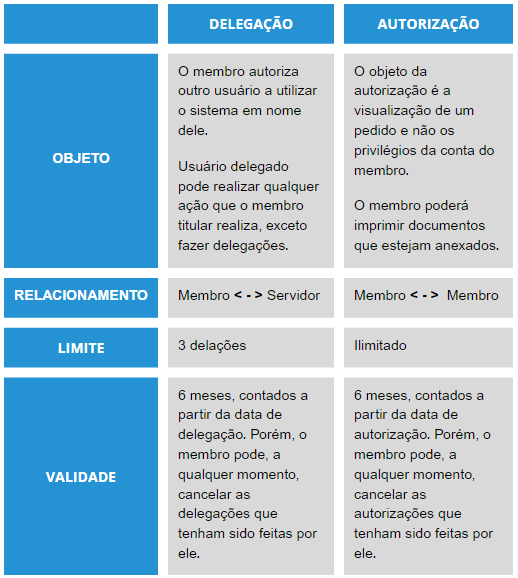 DELEGAÇÃO
AUTORIZAÇÃO
OBJETO
O membro autoriza
outro usuário a utilizar
o sistema em nome
dele.
Usuário delegado
pode realizar qualquer
ação que o membro
titular realiza, exceto
fazer delegações.
O objeto da
autorização é a
visualização de um
pedido e não os
privilégios da conta do
membro.
O membro poderá
imprimir documentos
que estejam anexados.
RELACIONAMENTO
Membro < - > Servidor
Membro < - > Membro
LIMITE
3 delações
Ilimitado
VALIDADE
6 meses, contados a
partir da data de
delegação. Porém, o
membro pode, a
qualquer momento,
cancelar as
delegações que
tenham sido feitas por
ele.
6 meses, contados a
partir da data de
autorização. Porém, o
membro pode, a
qualquer momento,
cancelar as
autorizações que
tenham sido feitas por
ele.